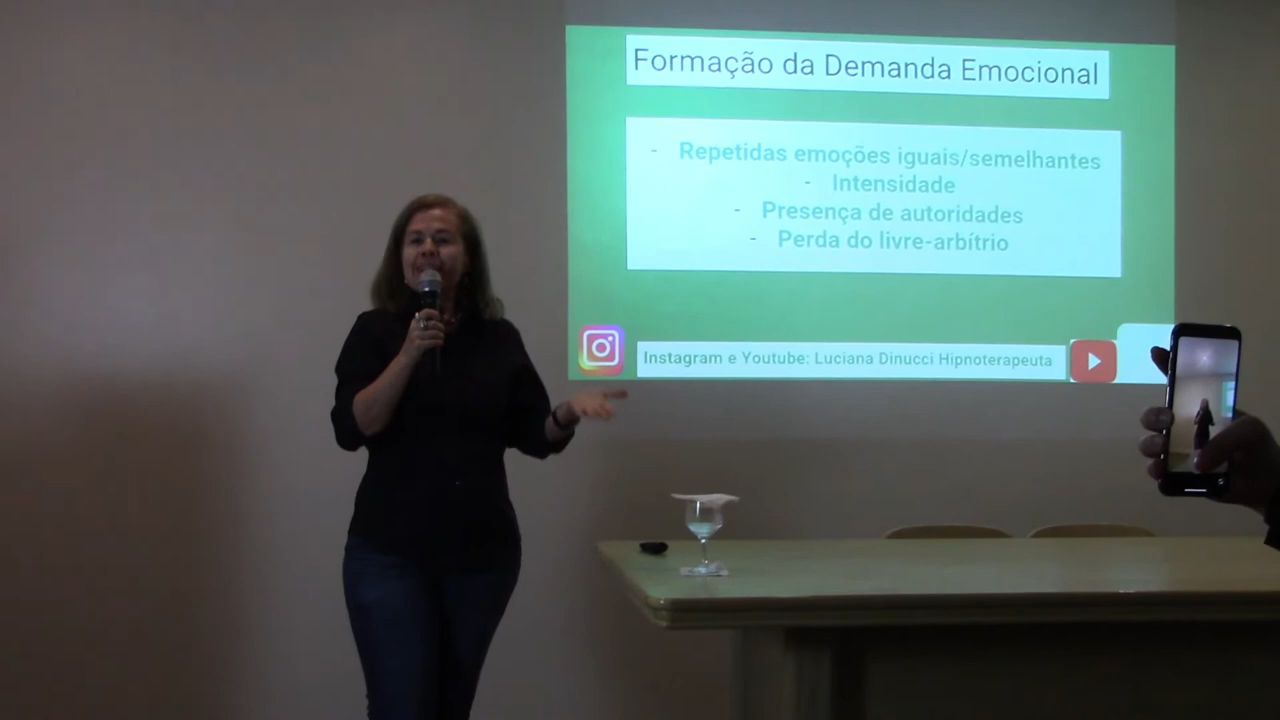 Formação da Demanda Emocional
- Repetidas emoções iguais/semelhantes
- Intensidade
- Presença de autoridades
- Perda do livre-arbítrio
Instagram e Youtube: Luciana Dinucci Hipnoterapeuta